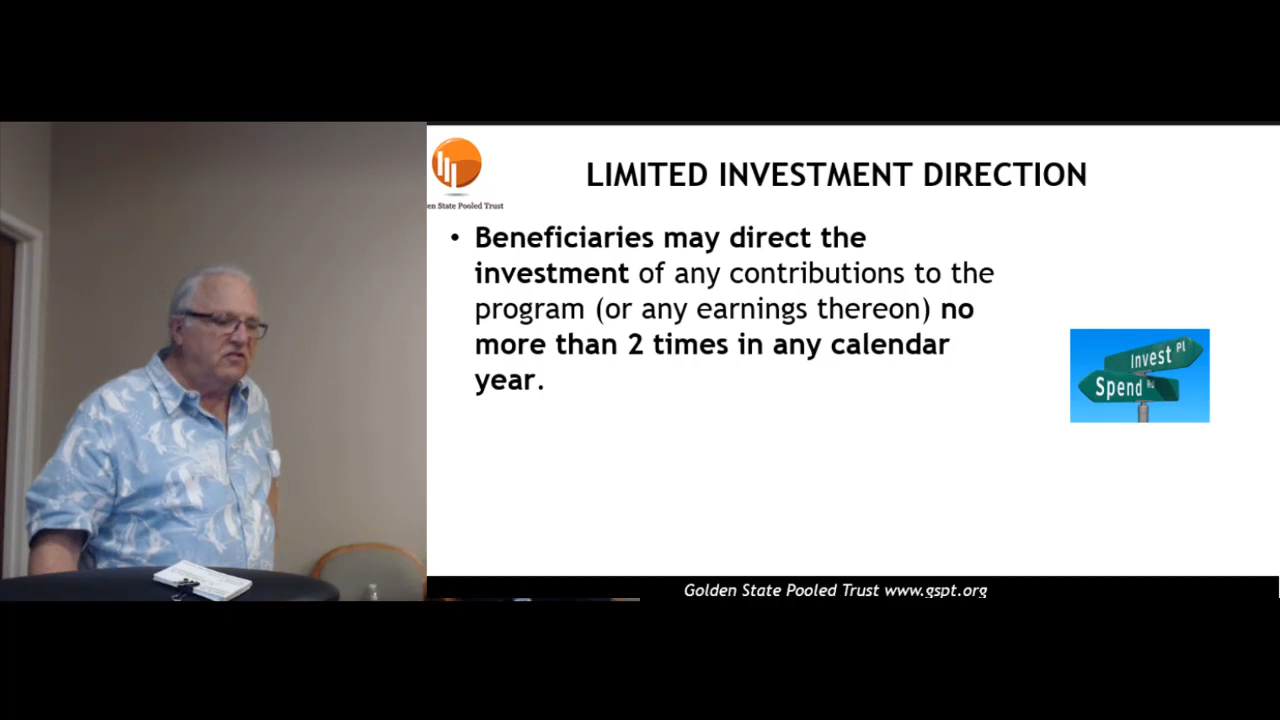 LIMITED INVESTMENT DIRECTION
en State Pooled Trust
• Beneficiaries may direct the
investment of any contributions to the
program (or any earnings thereon) no
more than 2 times in any calendar
year.
Invest Pl
Spend Rd
Golden State Pooled Trust www.gspt.org